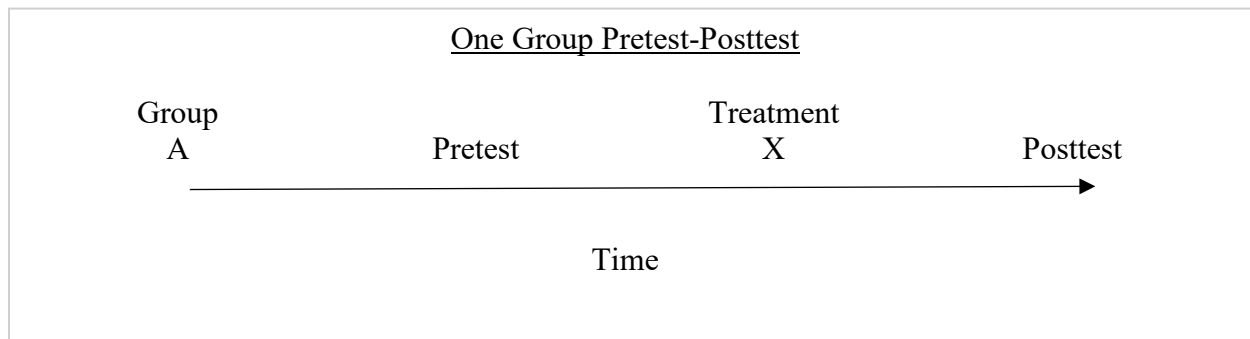 One Group Pretest-Posttest
Group Treatment
A Pretest X Posttest
Time